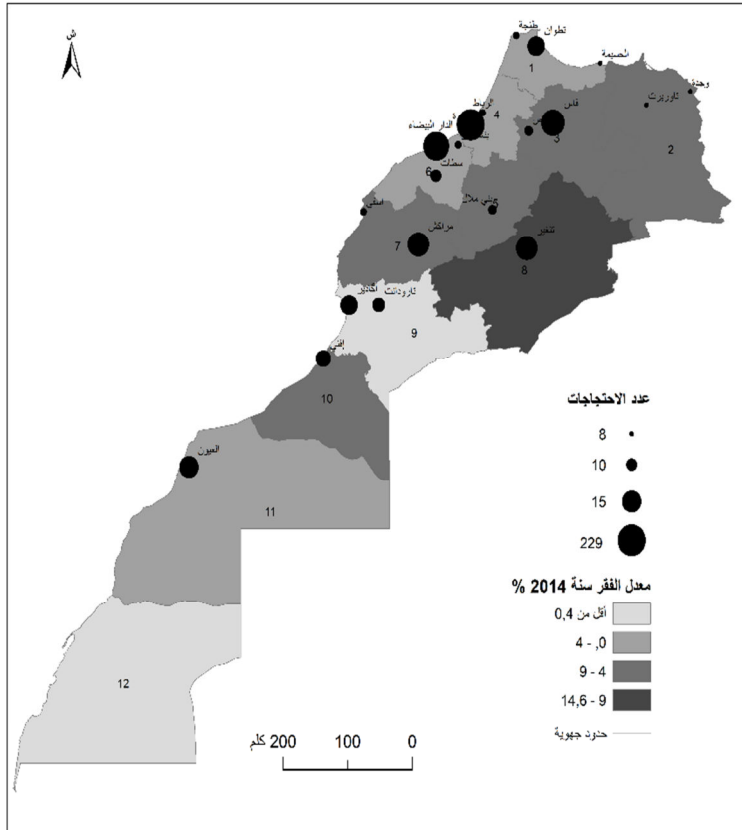 ش
طنجة
تطوان
الحسيمة
1
وجدة
تاوريرت
الرباط
4
فاس
3
2
الدار البيضاء
سطات
6
اسفي
بني ملال
5
مراكش
7
تنغير
8
تارودانت
9
إفني
10
العيون
11
12
عدد الاحتجاجات
8
10
15
229
معدل الفقر سنة 2014 %
أقل من 0,4
0, - 4
4 - 9
9 - 14,6
حدود جهوية
0 100 200 كلم